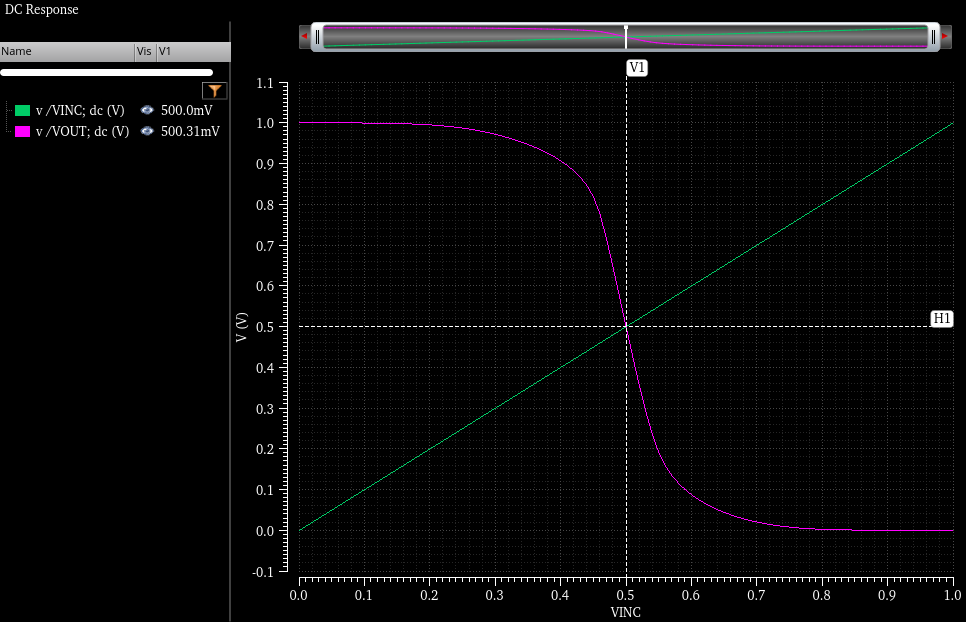 DC Response
Name Vis V1
v /VINC; dc (V) 500.0mV
v /VOUT; dc (V) 500.31mV
V1
H1
V (V)
1.1
1.0
0.9
0.8
0.7
0.6
0.5
0.4
0.3
0.2
0.1
0.0
-0.1
0.0 0.1 0.2 0.3 0.4 0.5 0.6 0.7 0.8 0.9 1.0
VINC